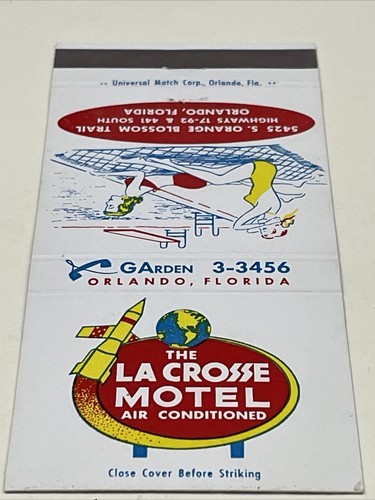 Universal Match Corp., Orlando, Fla.
5425 S. ORANGE BLOSSOM TRAIL
HIGHWAYS 17-92 & 441 SOUTH
ORLANDO, FLORIDA
GARDEN 3-3456
ORLANDO, FLORIDA
THE
LA CROSSE
MOTEL
AIR CONDITIONED
Close Cover Before Striking